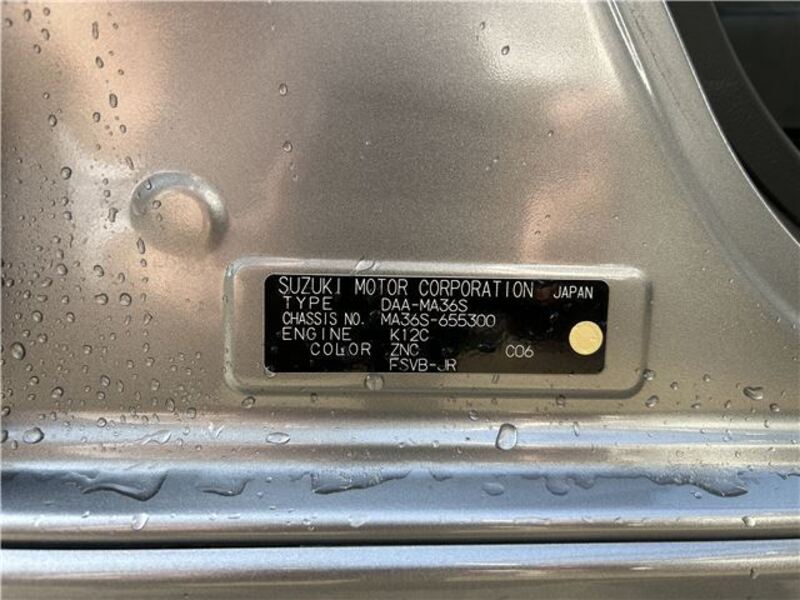 SUZUKI MOTOR CORPORATION JAPAN
TYPE DAA-MA36S
CHASSIS NO. MA36S-655300
ENGINE K12C
COLOR ZNC C06
FSVB-JR